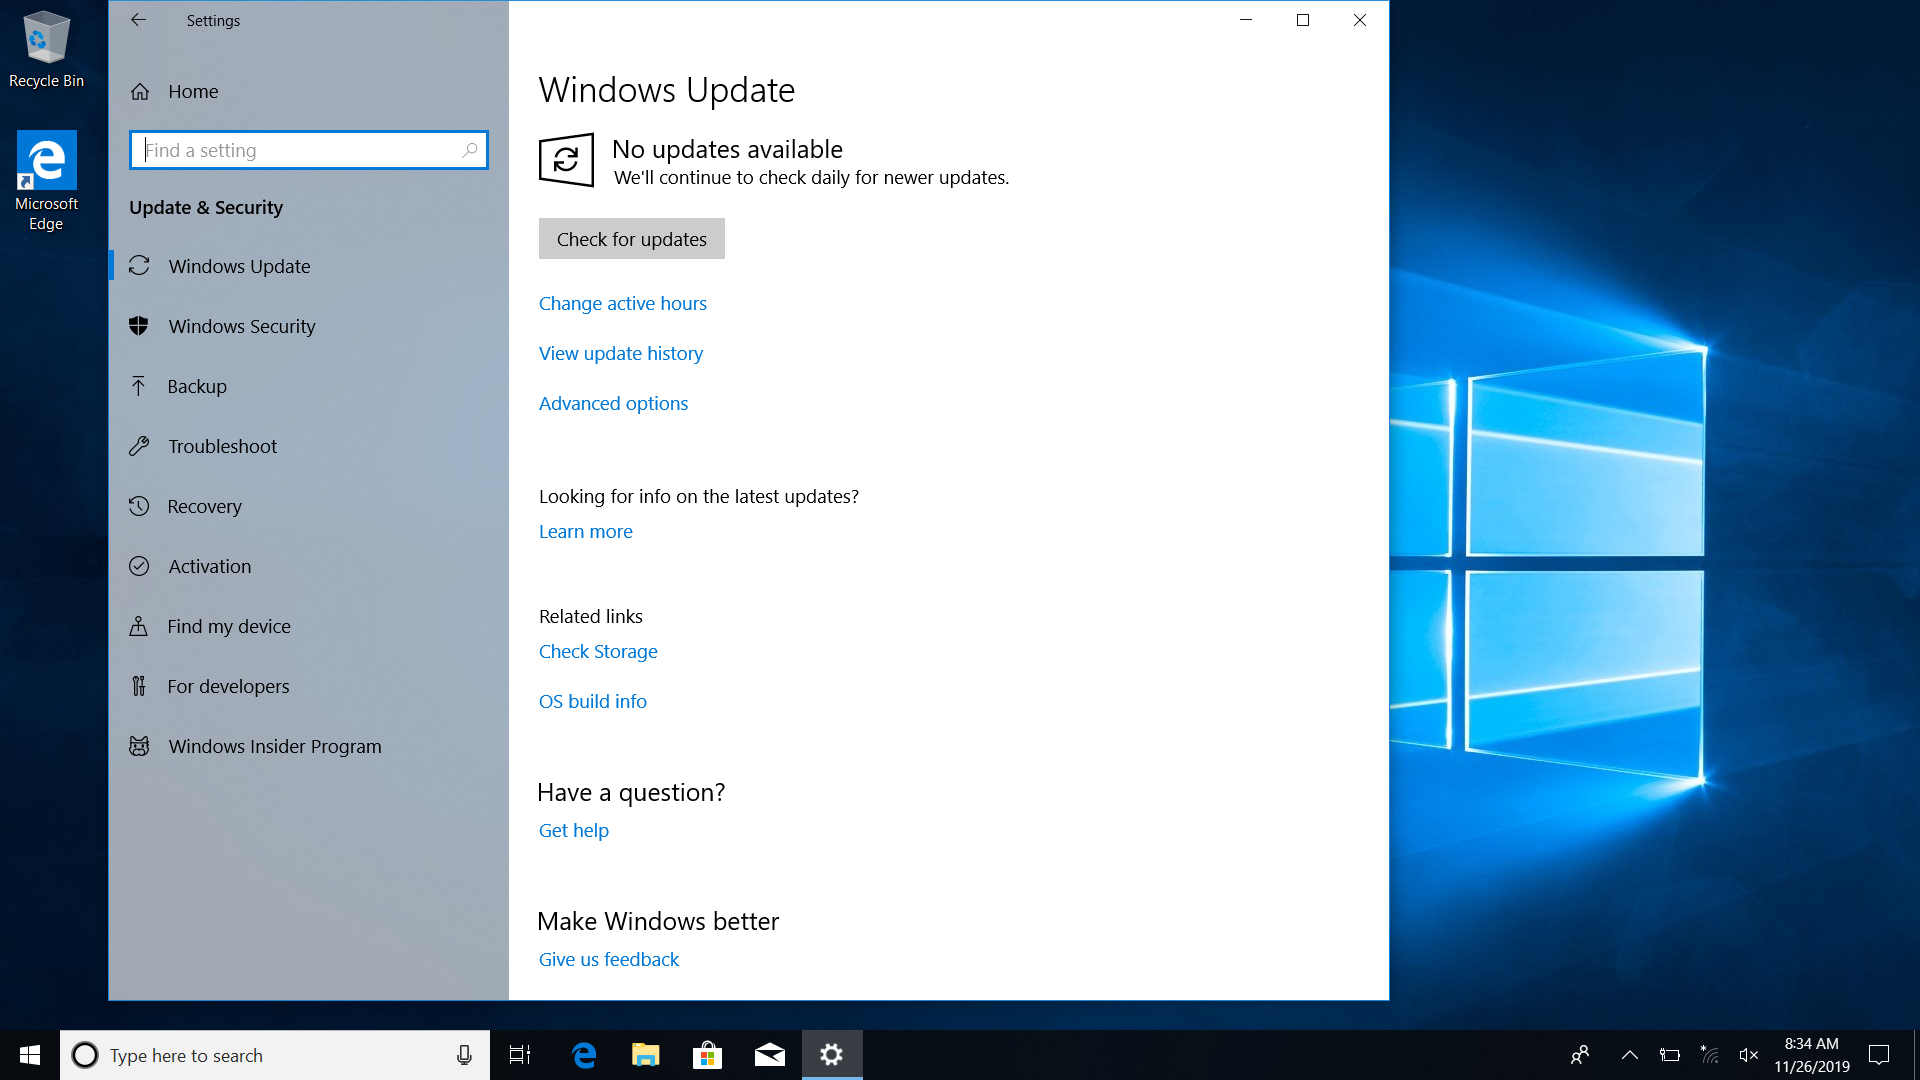 Recycle Bin
Microsoft
Edge
Settings
Home
Find a setting
Update & Security
Windows Update
Windows Security
Backup
Troubleshoot
Recovery
Activation
Find my device
For developers
Windows Insider Program
Windows Update
No updates available
We'll continue to check daily for newer updates.
Check for updates
Change active hours
View update history
Advanced options
Looking for info on the latest updates?
Learn more
Related links
Check Storage
OS build info
Have a question?
Get help
Make Windows better
Give us feedback
Type here to search
8:34 AM
11/26/2019